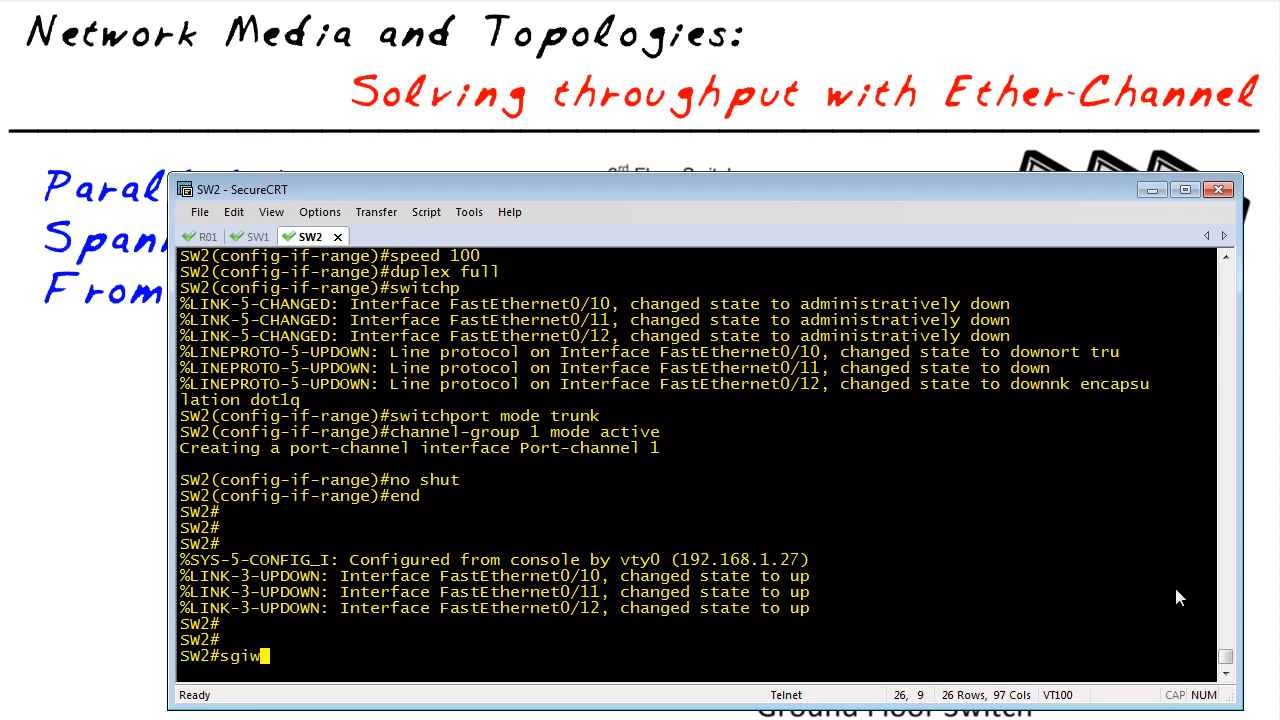 Network Media and Topologies:
Solving throughput with Ether-Channel
Paral
Span
From
SW2 - SecureCRT
File Edit View Options Transfer Script Tools Help
R01 SW1 SW2
SW2(config-if-range)#speed 100
SW2(config-if-range)#duplex full
SW2(config-if-range)#switchp
%LINK-5-CHANGED: Interface FastEthernet0/10, changed state to administratively down
%LINK-5-CHANGED: Interface FastEthernet0/11, changed state to administratively down
%LINK-5-CHANGED: Interface FastEthernet0/12, changed state to administratively down
%LINEPROTO-5-UPDOWN: Line protocol on Interface FastEthernet0/10, changed state to downort tru
%LINEPROTO-5-UPDOWN: Line protocol on Interface FastEthernet0/11, changed state to down
%LINEPROTO-5-UPDOWN: Line protocol on Interface FastEthernet0/12, changed state to downnk encapsu
lation dot1q
SW2(config-if-range)#switchport mode trunk
SW2(config-if-range)#channel-group 1 mode active
Creating a port-channel interface Port-channel 1
SW2(config-if-range)#no shut
SW2(config-if-range)#end
SW2#
SW2#
SW2#
%SYS-5-CONFIG_I: Configured from console by vty0 (192.168.1.27)
%LINK-3-UPDOWN: Interface FastEthernet0/10, changed state to up
%LINK-3-UPDOWN: Interface FastEthernet0/11, changed state to up
%LINK-3-UPDOWN: Interface FastEthernet0/12, changed state to up
SW2#
SW2#
SW2#sgiw
Ready Telnet 26, 9 26 Rows, 97 Cols VT100 CAP NUM
Ground Floor Switch